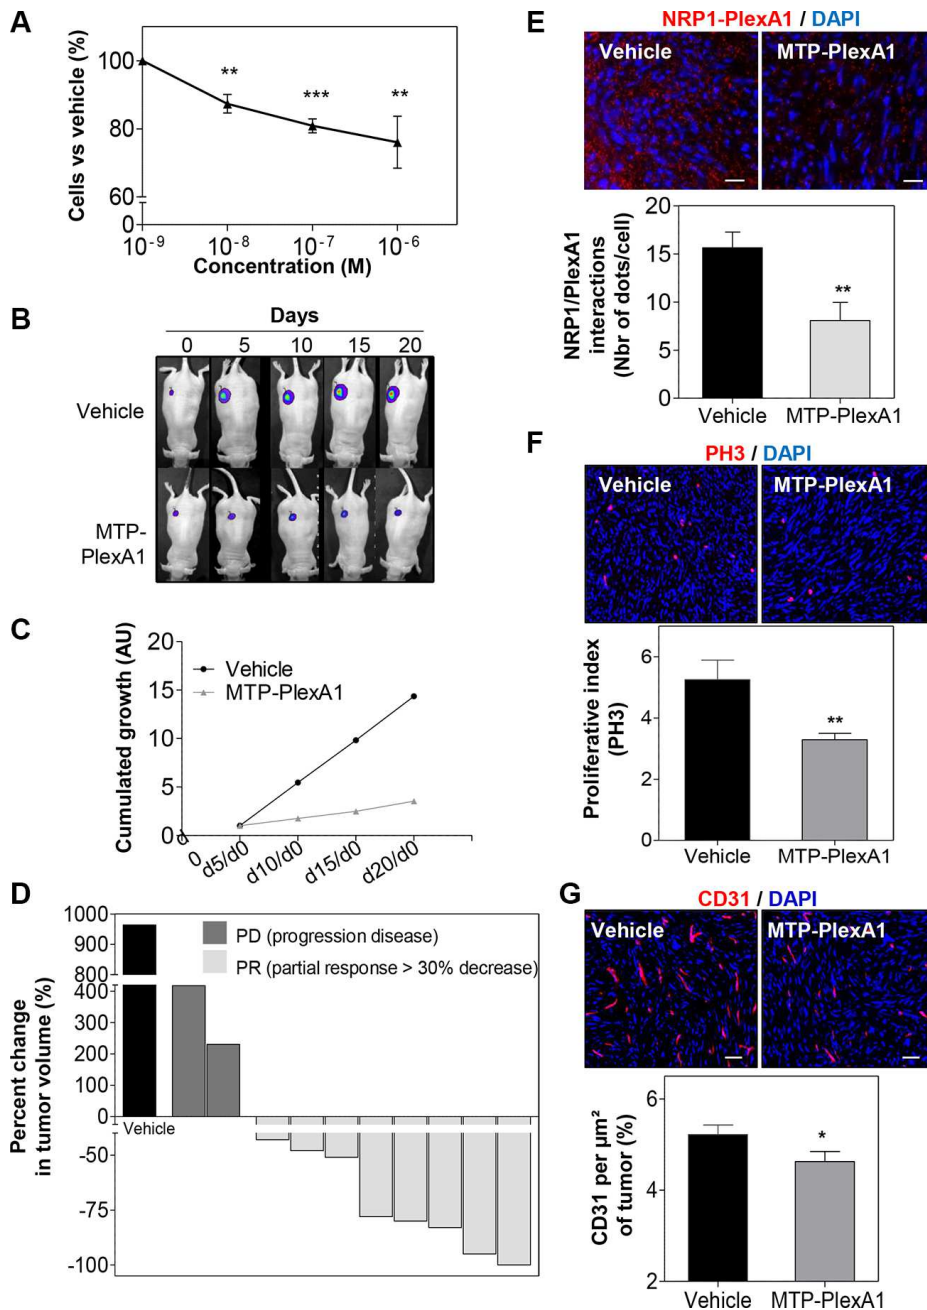 A
Cells vs vehicle (%)
100
80
60
0
**
***
**
10-9
10-8
10-7
10-6
Concentration (M)
B
Days
0 5 10 15 20
Vehicle
MTP-
PlexA1
C
Cumulated growth (AU)
20
15
10
5
0
Vehicle
MTP-PlexA1
0
d5/d0
d10/d0
d15/d0
d20/d0
D
Percent change
in tumor volume (%)
1000
900
800
400
300
200
100
0
-50
-75
-100
PD (progression disease)
PR (partial response > 30% decrease)
Vehicle
E
NRP1-PlexA1 / DAPI
Vehicle
MTP-PlexA1
NRP1/PlexA1
interactions
(Nbr of dots/cell)
20
15
10
5
0
**
Vehicle
MTP-PlexA1
F
PH3 / DAPI
Vehicle
MTP-PlexA1
Proliferative index
(PH3)
6
4
2
0
**
Vehicle
MTP-PlexA1
G
CD31 / DAPI
Vehicle
MTP-PlexA1
CD31 per µm²
of tumor (%)
6
4
2
*
Vehicle
MTP-PlexA1